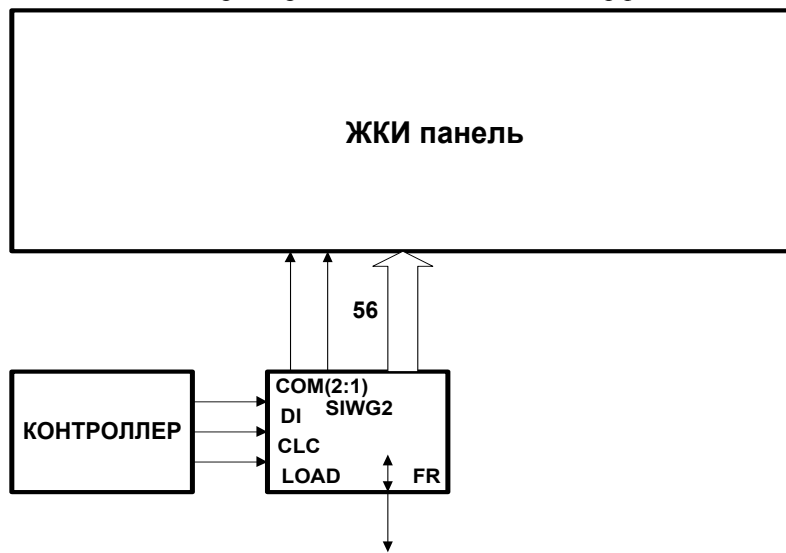 ЖКИ панель
56
COM(2:1)
SIWG2
DI
CLC
LOAD
FR
КОНТРОЛЛЕР